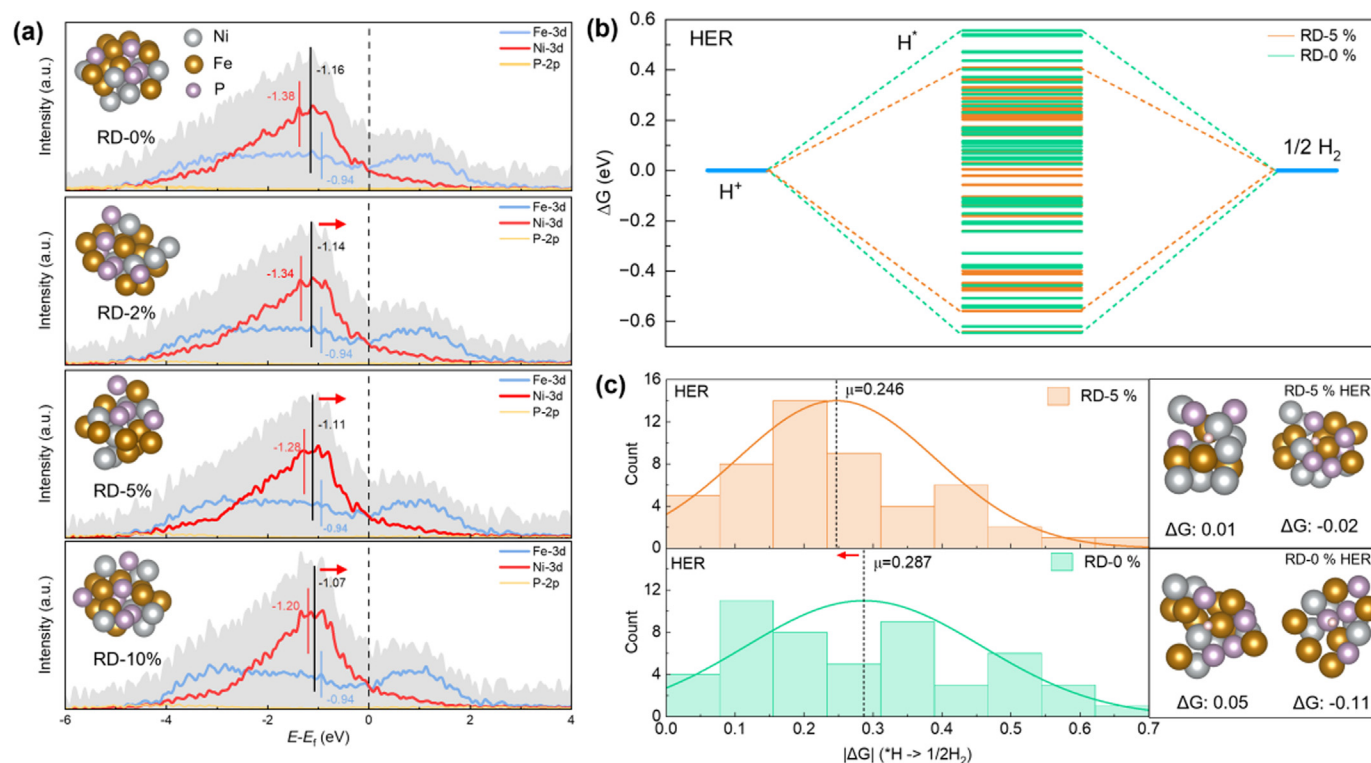 (a)
Ni
Fe
P
RD-0%
Fe-3d
Ni-3d
P-2p
-1.16
-1.38
-0.94
Intensity (a.u.)
RD-2%
Fe-3d
Ni-3d
P-2p
-1.14
-1.34
-0.94
Intensity (a.u.)
RD-5%
Fe-3d
Ni-3d
P-2p
-1.11
-1.28
-0.94
Intensity (a.u.)
RD-10%
Fe-3d
Ni-3d
P-2p
-1.07
-1.20
-0.94
Intensity (a.u.)
-6 -4 -2 0 2 4
E-Ef (eV)
(b)
HER
H*
RD-5 %
RD-0 %
0.6
0.4
0.2
0.0
−0.2
−0.4
−0.6
ΔG (eV)
H+
1/2 H2
(c)
HER
μ=0.246
RD-5 %
16
12
8
4
0
Count
HER
μ=0.287
RD-0 %
12
8
4
0
Count
0.0 0.1 0.2 0.3 0.4 0.5 0.6 0.7
|ΔG| (*H -> 1/2H2)
RD-5 % HER
ΔG: 0.01 ΔG: -0.02
RD-0 % HER
ΔG: 0.05 ΔG: -0.11